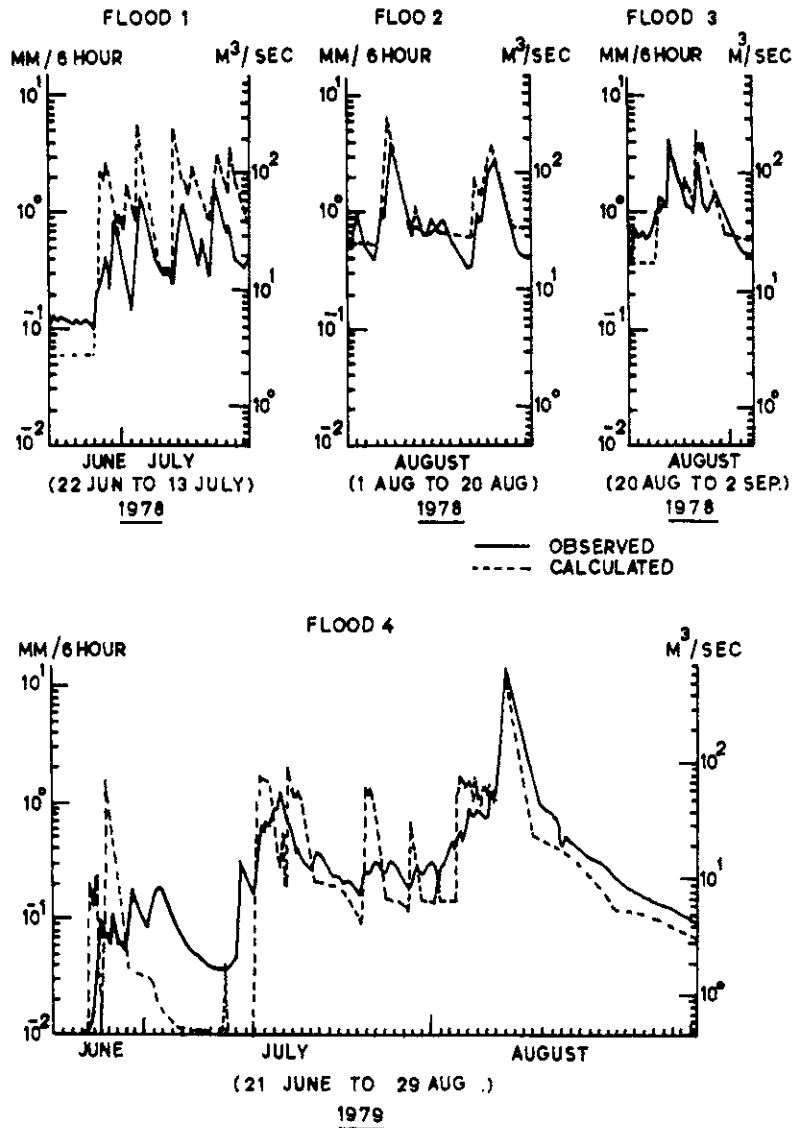 FLOOD 1
MM/6 HOUR M³/SEC
10¹
10⁰
10⁻¹
10⁻²
10²
10¹
10⁰
JUNE JULY
(22 JUN TO 13 JULY)
1978
FLOO 2
MM/6 HOUR M³/SEC
10¹
10⁰
10⁻¹
10⁻²
10²
10¹
10⁰
AUGUST
(1 AUG TO 20 AUG)
1978
FLOOD 3
MM/6 HOUR M³/SEC
10¹
10⁰
10⁻¹
10⁻²
10²
10¹
10⁰
AUGUST
(20 AUG TO 2 SEP.)
1978
OBSERVED
CALCULATED
FLOOD 4
MM/6 HOUR M³/SEC
10¹
10⁰
10⁻¹
10⁻²
10²
10¹
10⁰
JUNE JULY AUGUST
(21 JUNE TO 29 AUG .)
1979